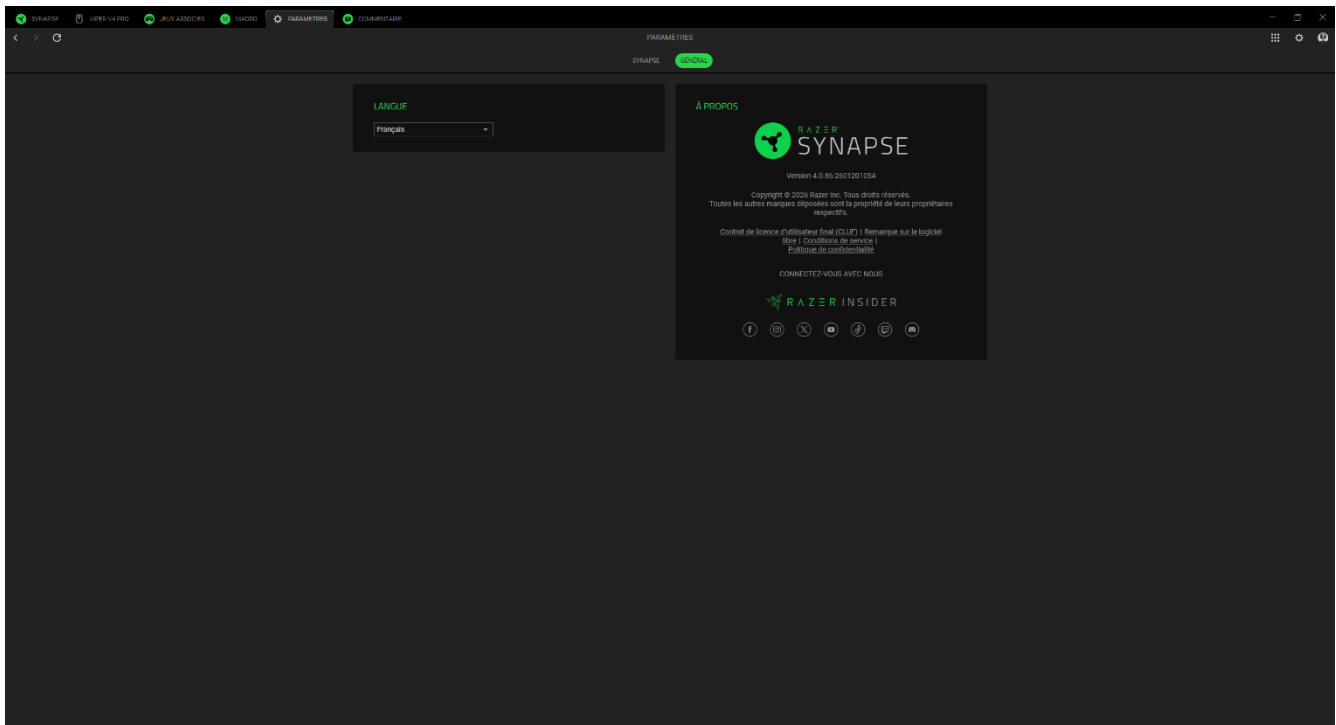 SYNAPSE VIPER V4 PRO JEUX ASSOCIÉS MACRO PARAMÈTRES COMMENTAIRE
PARAMÈTRES
SYNAPSE GÉNÉRAL
LANGUE
Français
À PROPOS
RAZER
SYNAPSE
Version 4.0.86.2601201054
Copyright © 2026 Razer Inc. Tous droits réservés.
Toutes les autres marques déposées sont la propriété de leurs propriétaires
respectifs.
Contrat de licence d'utilisateur final (CLUF) | Remarque sur le logiciel
libre | Conditions de service |
Politique de confidentialité
CONNECTEZ-VOUS AVEC NOUS
RAZER INSIDER